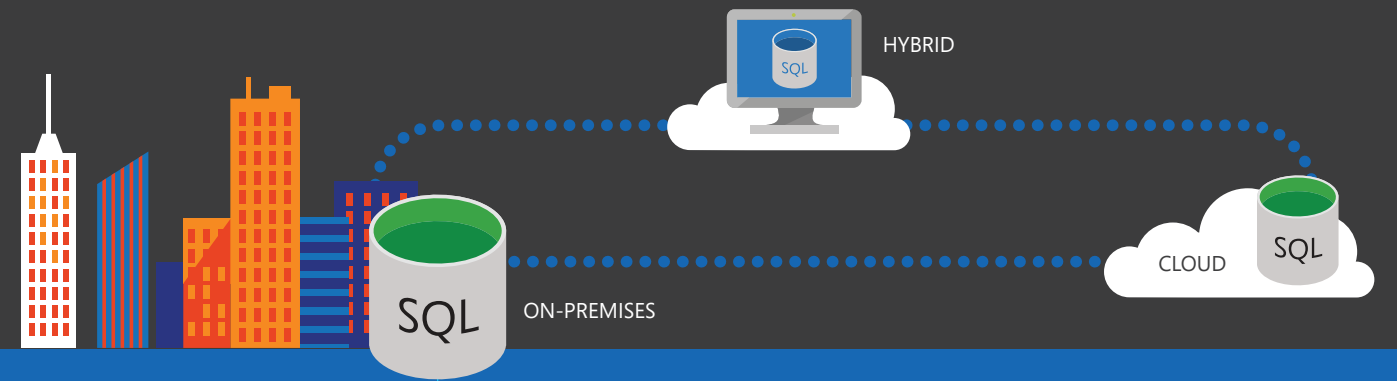 SQL
HYBRID
SQL
ON-PREMISES
CLOUD
SQL